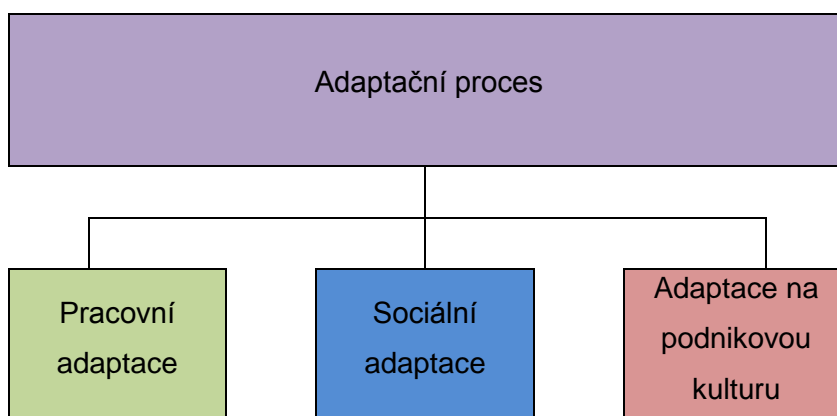 Adaptační proces
Pracovní
adaptace
Sociální
adaptace
Adaptace na
podnikovou
kulturu